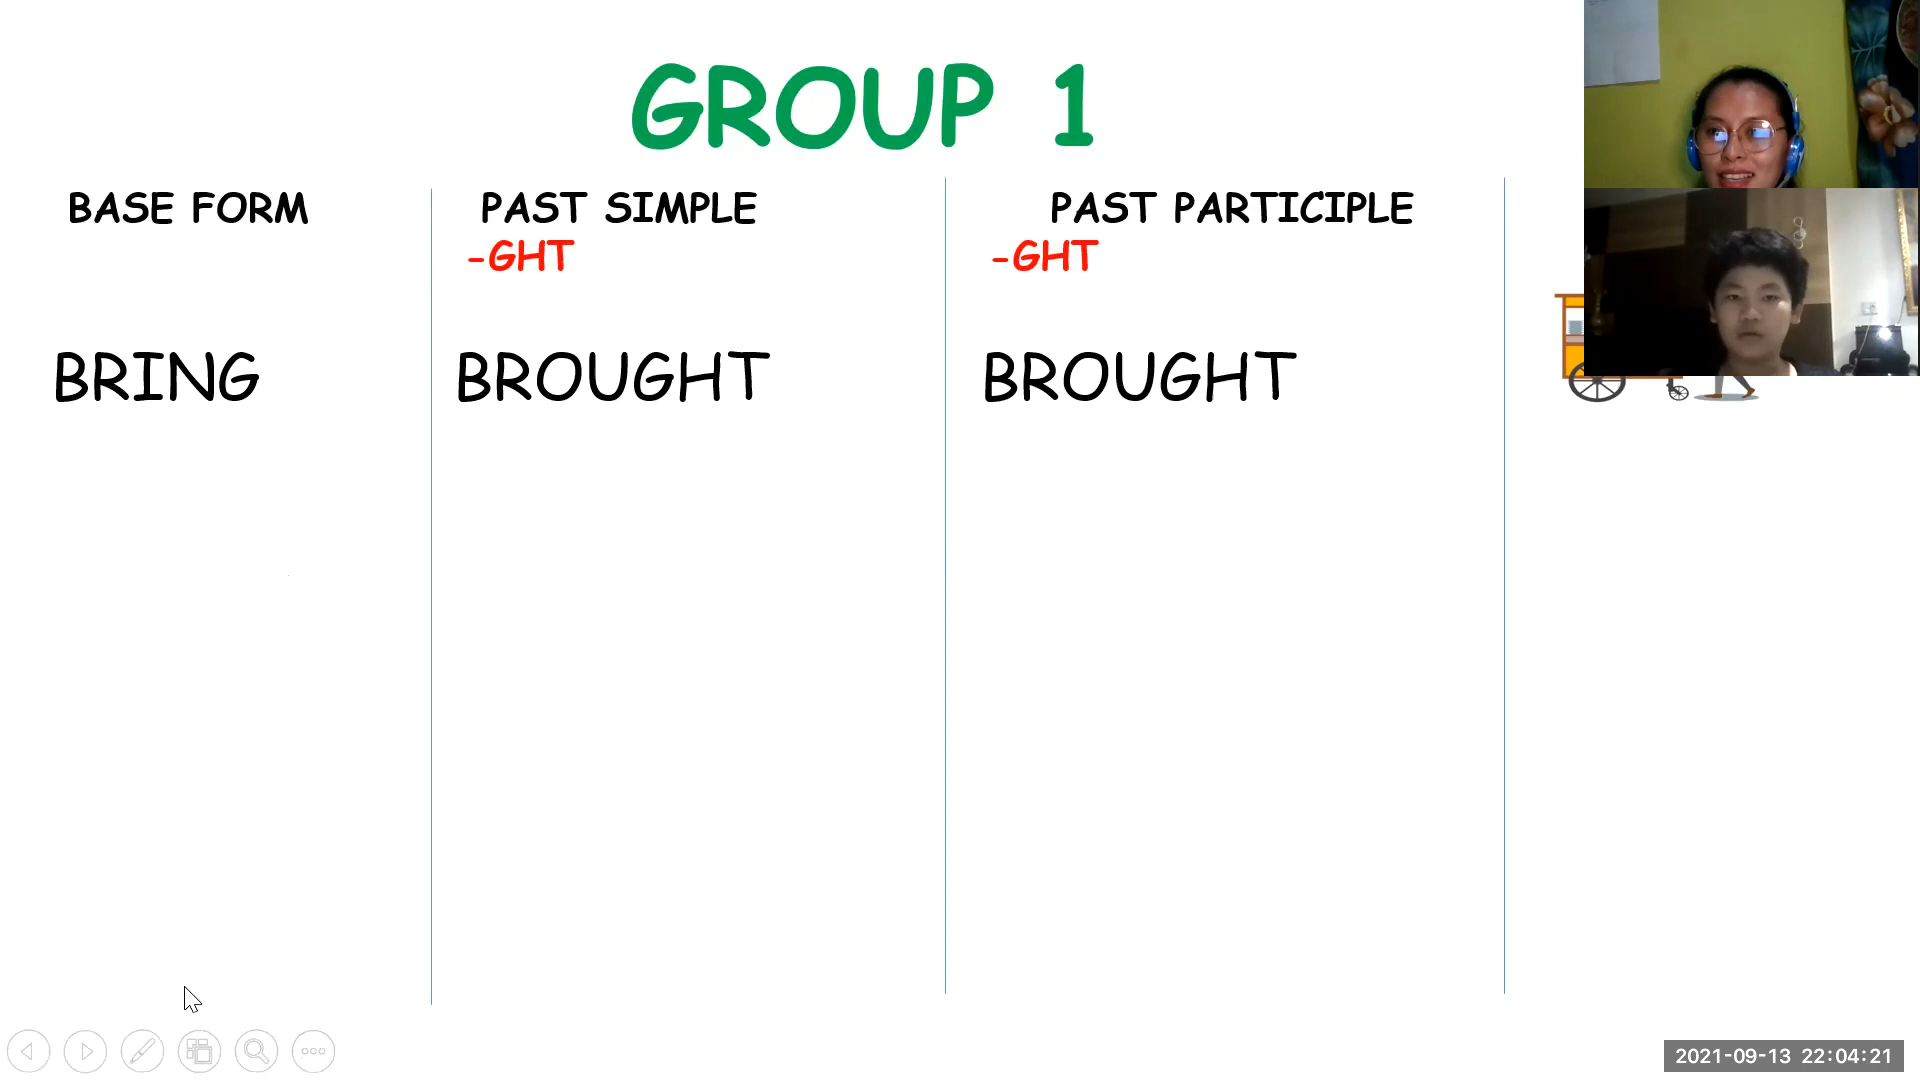 GROUP 1
BASE FORM PAST SIMPLE PAST PARTICIPLE
-GHT -GHT
BRING BROUGHT BROUGHT
2021-09-13 22:04:21